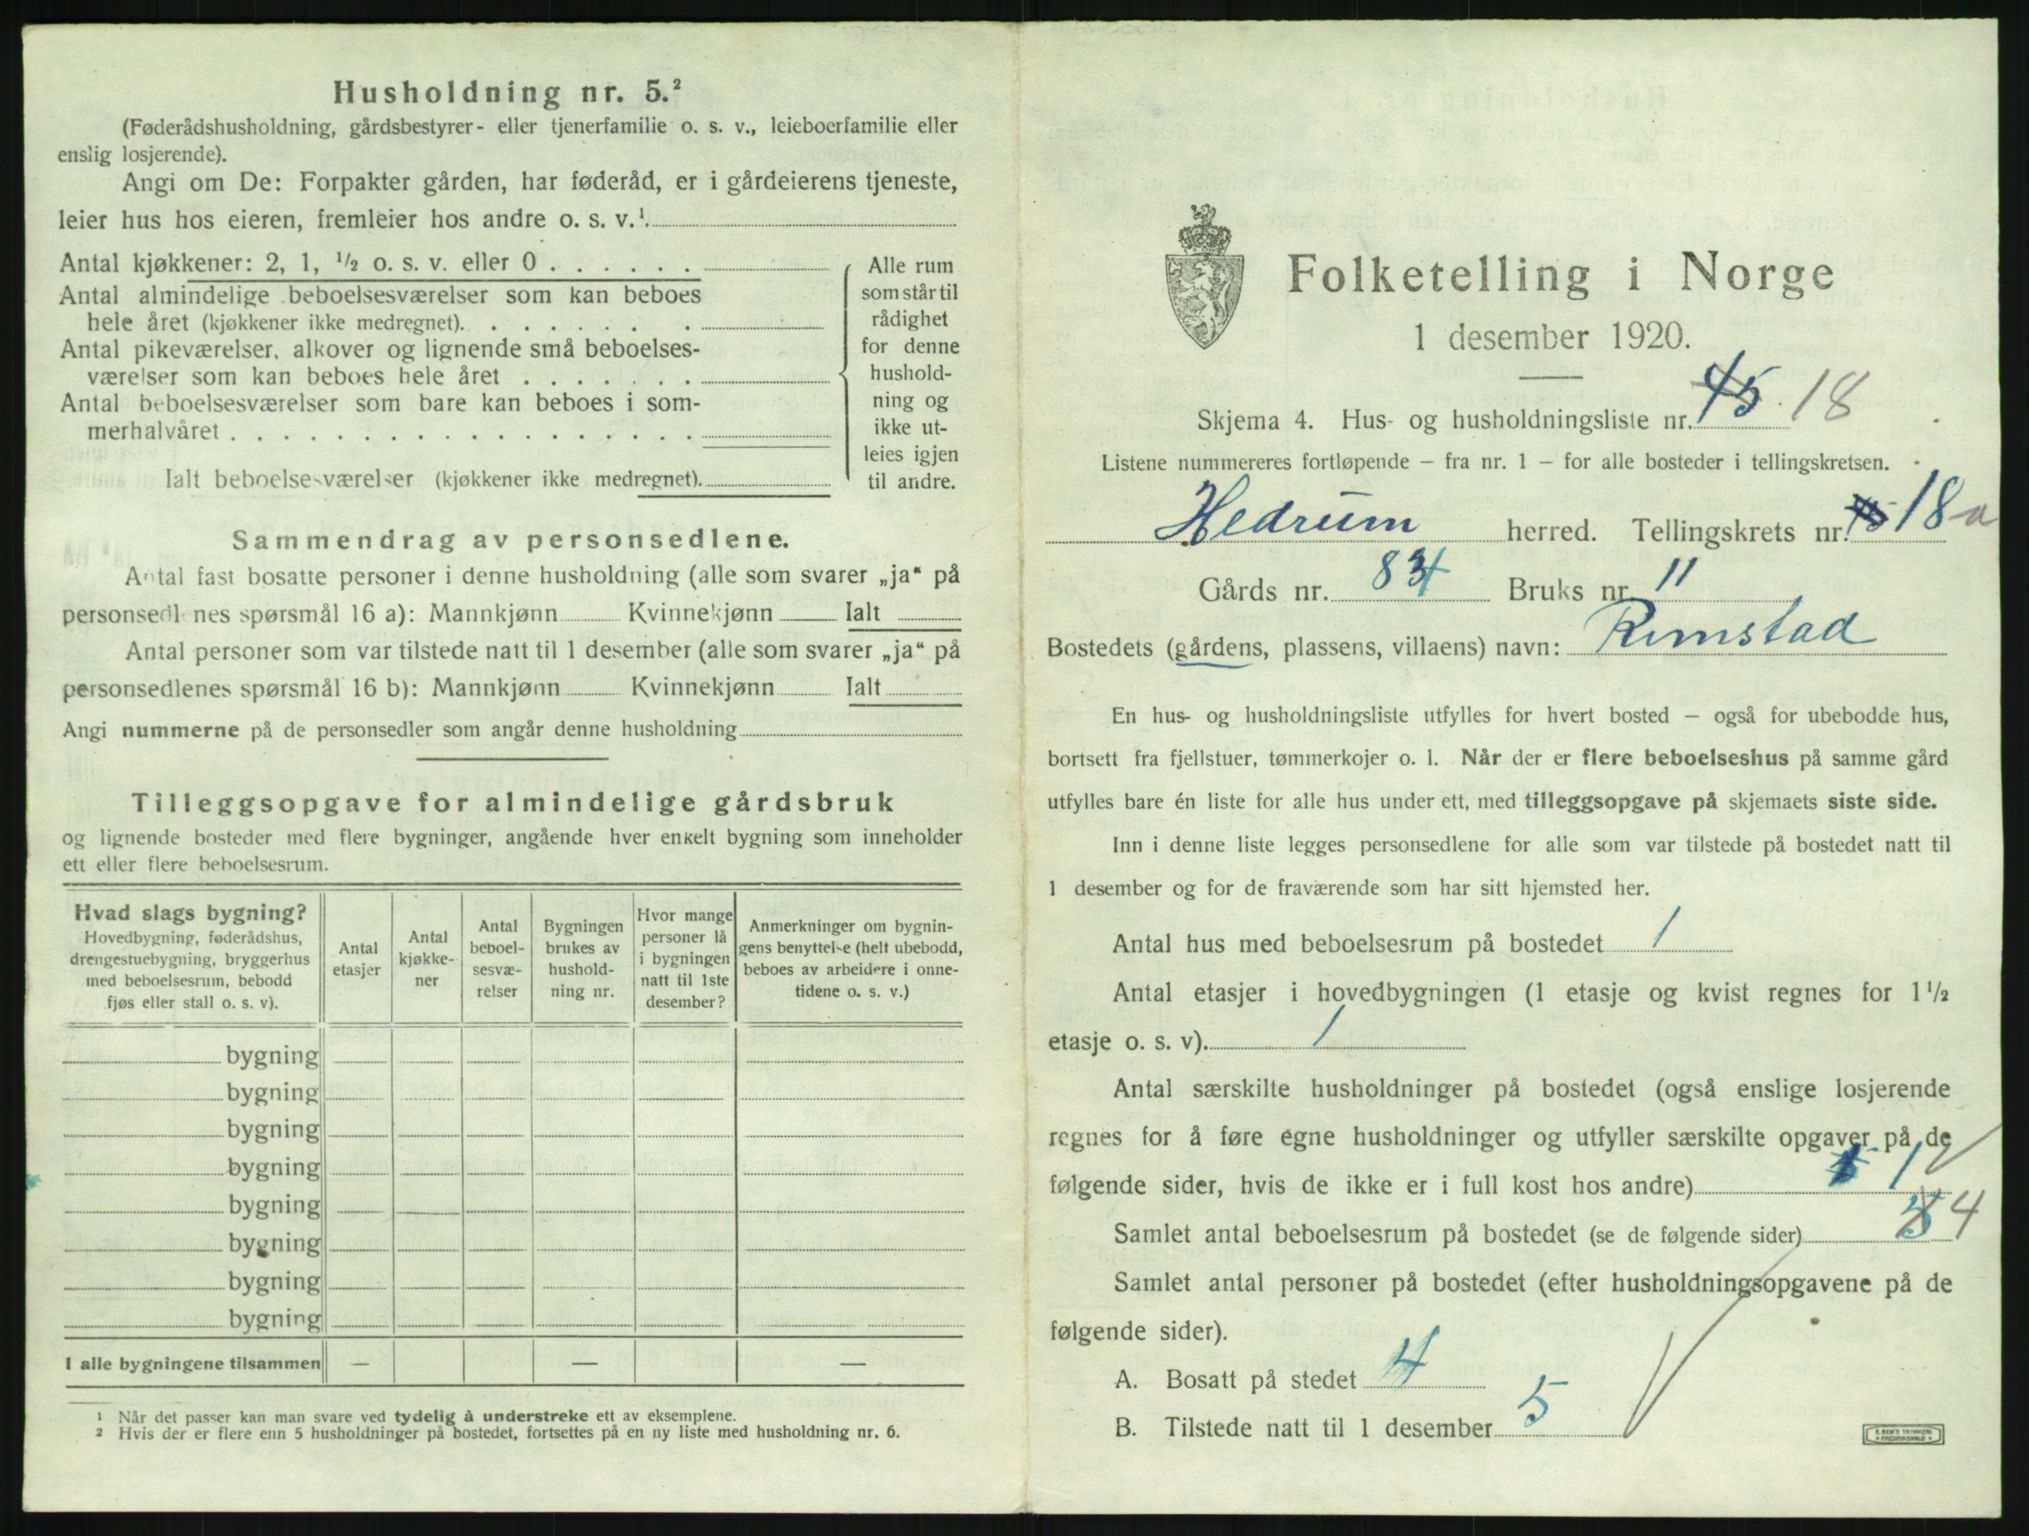 Husholdning nr. 5.²
(Føderådshusholdning, gårdsbestyrer- eller tjenerfamilie o. s. v., leieboerfamilie eller
enslig losjerende).
Angi om De: Forpakter gården, har føderåd, er i gårdeierens tjeneste,
leier hus hos eieren, fremleier hos andre o. s. v.¹
Antal kjøkkener: 2, 1, ½ o. s. v. eller 0
Antal almindelige beboelsesværelser som kan beboes
hele året (kjøkkener ikke medregnet).
Antal pikeværelser, alkover og lignende små beboelses-
værelser som kan beboes hele året
Antal beboelsesværelser som bare kan beboes i som-
merhalvåret
Ialt beboelsesværelser (kjøkkener ikke medregnet).
Alle rum
som står til
rådighet
for denne
hushold-
ning og
ikke ut-
leies igjen
til andre.
Sammendrag av personsedlene.
Antal fast bosatte personer i denne husholdning (alle som svarer „ja“ på
personsedlenes spørsmål 16 a): Mannkjønn Kvinnekjønn Ialt
Antal personer som var tilstede natt til 1 desember (alle som svarer „ja“ på
personsedlenes spørsmål 16 b): Mannkjønn Kvinnekjønn Ialt
Angi nummerne på de personsedler som angår denne husholdning
Tilleggsopgave for almindelige gårdsbruk
og lignende bosteder med flere bygninger, angående hver enkelt bygning som inneholder
ett eller flere beboelsesrum.
Hvad slags bygning?
Hovedbygning, føderådshus,
drengestuebygning, bryggerhus
med beboelsesrum, bebodd
fjøs eller stall o. s. v).
Antal
etasjer
Antal
kjøkke-
ner
Antal
beboel-
sesvæ-
relser
Bygningen
brukes av
hushold-
ning nr.
Hvor mange
personer lå
i bygningen
natt til 1ste
desember?
Anmerkninger om bygnin-
gens benyttelse (helt ubebodd,
beboes av arbeidere i onne-
tidene o. s. v.)
bygning
bygning
bygning
bygning
bygning
bygning
bygning
bygning
I alle bygningene tilsammen — — —
¹ Når det passer kan man svare ved tydelig å understreke ett av eksemplene.
² Hvis der er flere enn 5 husholdninger på bostedet, fortsettes på en ny liste med husholdning nr. 6.
Folketelling i Norge
1 desember 1920.
Skjema 4. Hus- og husholdningsliste nr. 45 18
Listene nummereres fortløpende – fra nr. 1 – for alle bosteder i tellingskretsen.
Hedrum herred. Tellingskrets nr. 18a
Gårds nr. 84 Bruks nr. 11
Bostedets (gårdens, plassens, villaens) navn: Rimstad
En hus- og husholdningsliste utfylles for hvert bosted – også for ubebodde hus,
bortsett fra fjellstuer, tømmerkojer o. l. Når der er flere beboelseshus på samme gård
utfylles bare én liste for alle hus under ett, med tilleggsopgave på skjemaets siste side.
Inn i denne liste legges personsedlene for alle som var tilstede på bostedet natt til
1 desember og for de fraværende som har sitt hjemsted her.
Antal hus med beboelsesrum på bostedet 1
Antal etasjer i hovedbygningen (1 etasje og kvist regnes for 1½
etasje o. s. v). 1
Antal særskilte husholdninger på bostedet (også enslige losjerende
regnes for å føre egne husholdninger og utfyller særskilte opgaver på de
følgende sider, hvis de ikke er i full kost hos andre) 1
Samlet antal beboelsesrum på bostedet (se de følgende sider) 4
Samlet antal personer på bostedet (efter husholdningsopgavene på de
følgende sider).
A. Bosatt på stedet 4
B. Tilstede natt til 1 desember 5